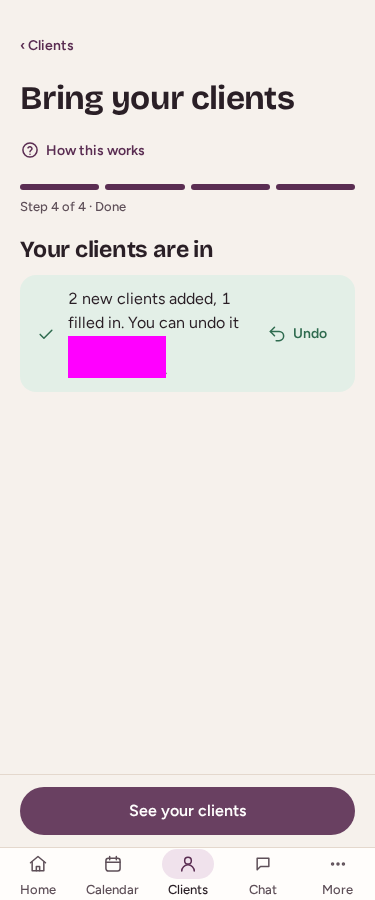 ‹ Clients
Bring your clients
How this works
Step 4 of 4 · Done
Your clients are in
2 new clients added, 1
filled in. You can undo it
Undo
See your clients
Home
Calendar
Clients
Chat
More